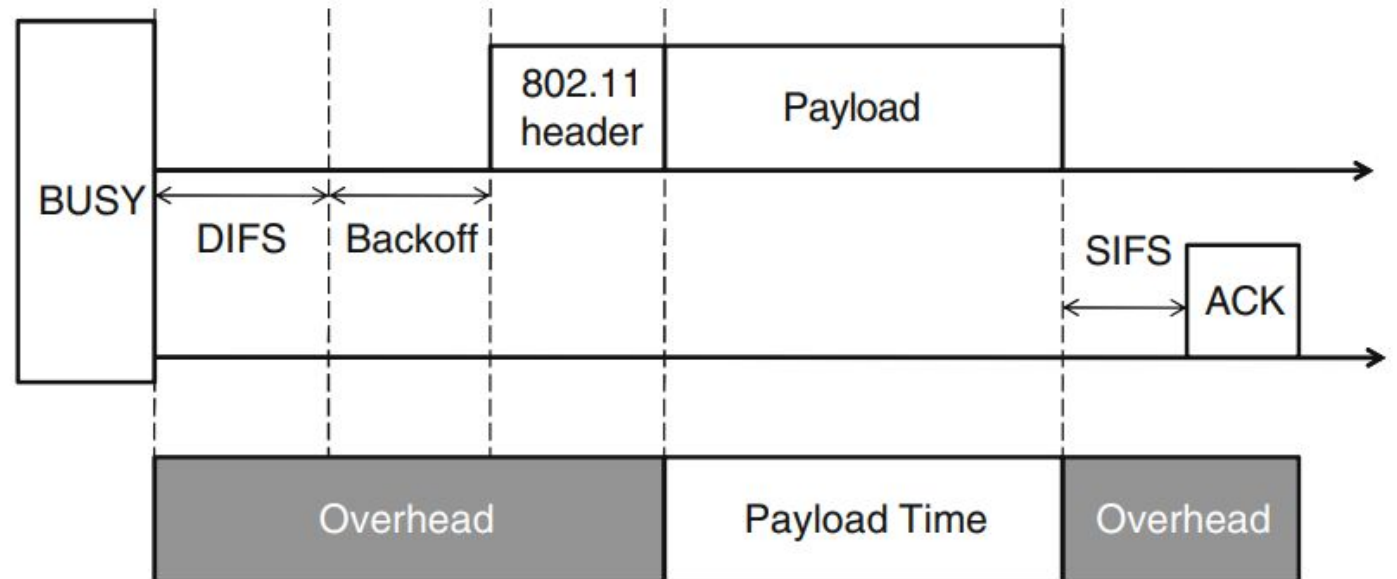 802.11
header
Payload
BUSY
DIFS
Backoff
SIFS
ACK
Overhead
Payload Time
Overhead